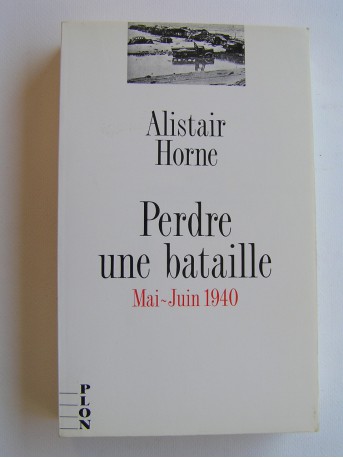 Alistair
Horne
Perdre
une bataille
Mai~Juin 1940
PLON